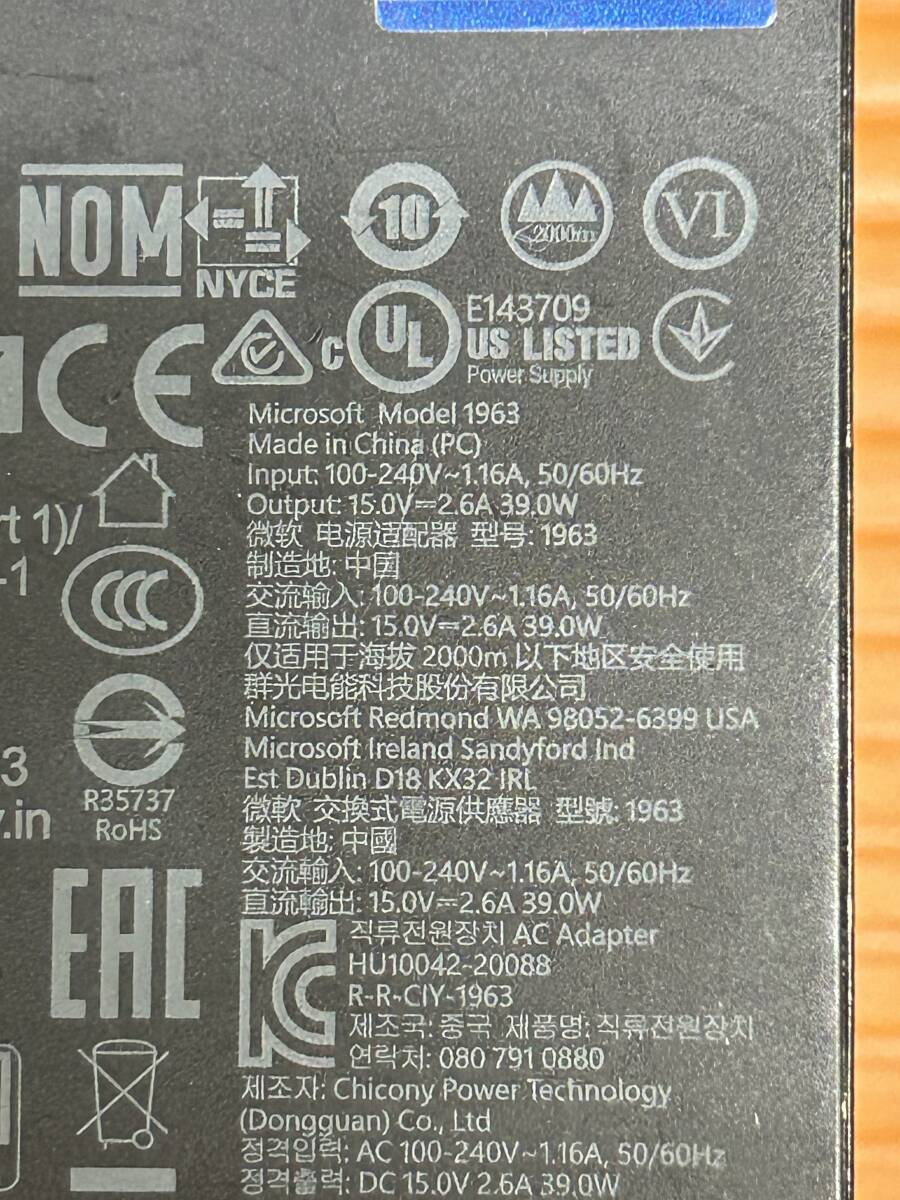 NOM
NYCE
10
≤2000m
VI
E143709
C UL US LISTED
Power Supply
CE
Microsoft Model 1963
Made in China (PC)
Input: 100-240V~1.16A, 50/60Hz
Output: 15.0V⎓2.6A 39.0W
rt 1)/
-1
微软 电源适配器 型号: 1963
制造地: 中國
CCC
交流输入: 100-240V~1.16A, 50/60Hz
直流输出: 15.0V⎓2.6A 39.0W
仅适用于海拔 2000m 以下地区安全使用
群光电能科技股份有限公司
Microsoft Redmond WA 98052-6399 USA
Microsoft Ireland Sandyford Ind
Est Dublin D18 KX32 IRL
3
.in
R35737
RoHS
微軟 交換式電源供應器 型號: 1963
製造地: 中國
交流輸入: 100-240V~1.16A, 50/60Hz
直流輸出: 15.0V⎓2.6A 39.0W
EAC
직류전원장치 AC Adapter
HU10042-20088
R-R-CIY-1963
제조국: 중국 제품명: 직류전원장치
연락처: 080 791 0880
제조자: Chicony Power Technology
(Dongguan) Co., Ltd
정격입력: AC 100-240V~1.16A, 50/60Hz
정격출력: DC 15.0V 2.6A 39.0W